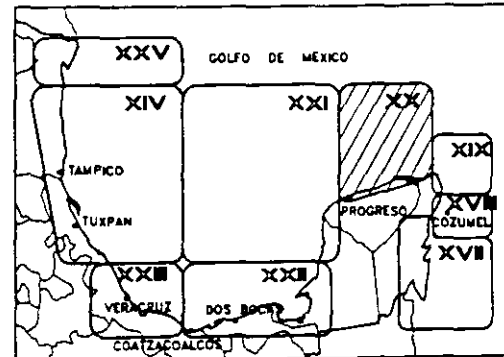 XXV
GOLFO DE MEXICO
XIV
XXI
XX
XIX
TAMPICO
XVIII
PROGRESO
COZUMEL
TUXPAN
XVII
XXIII
XXII
VERACRUZ
DOS BOCAS
COATZACOALCOS